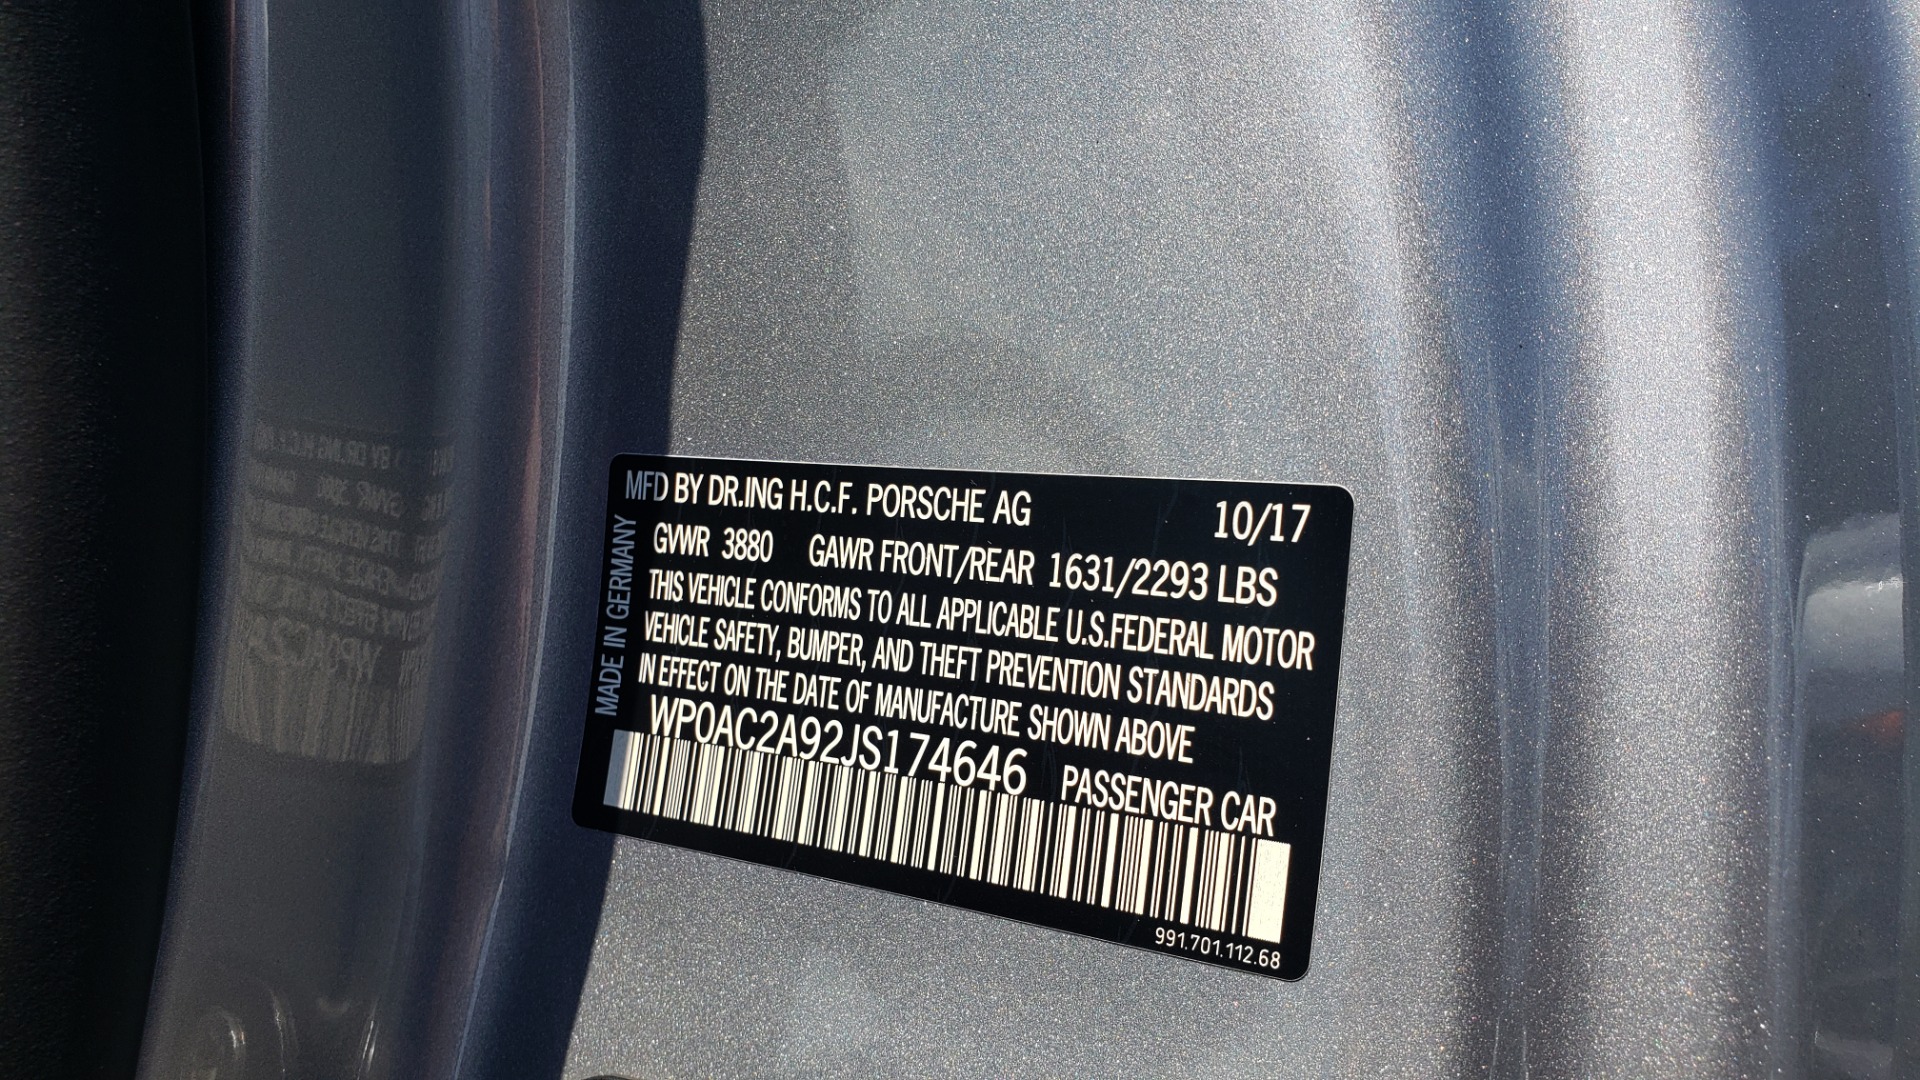 MFD BY DR.ING H.C.F. PORSCHE AG 10/17
GVWR 3880 GAWR FRONT/REAR 1631/2293 LBS
THIS VEHICLE CONFORMS TO ALL APPLICABLE U.S.FEDERAL MOTOR
VEHICLE SAFETY, BUMPER, AND THEFT PREVENTION STANDARDS
IN EFFECT ON THE DATE OF MANUFACTURE SHOWN ABOVE
WP0AC2A92JS174646 PASSENGER CAR
991.701.112.68
MADE IN GERMANY